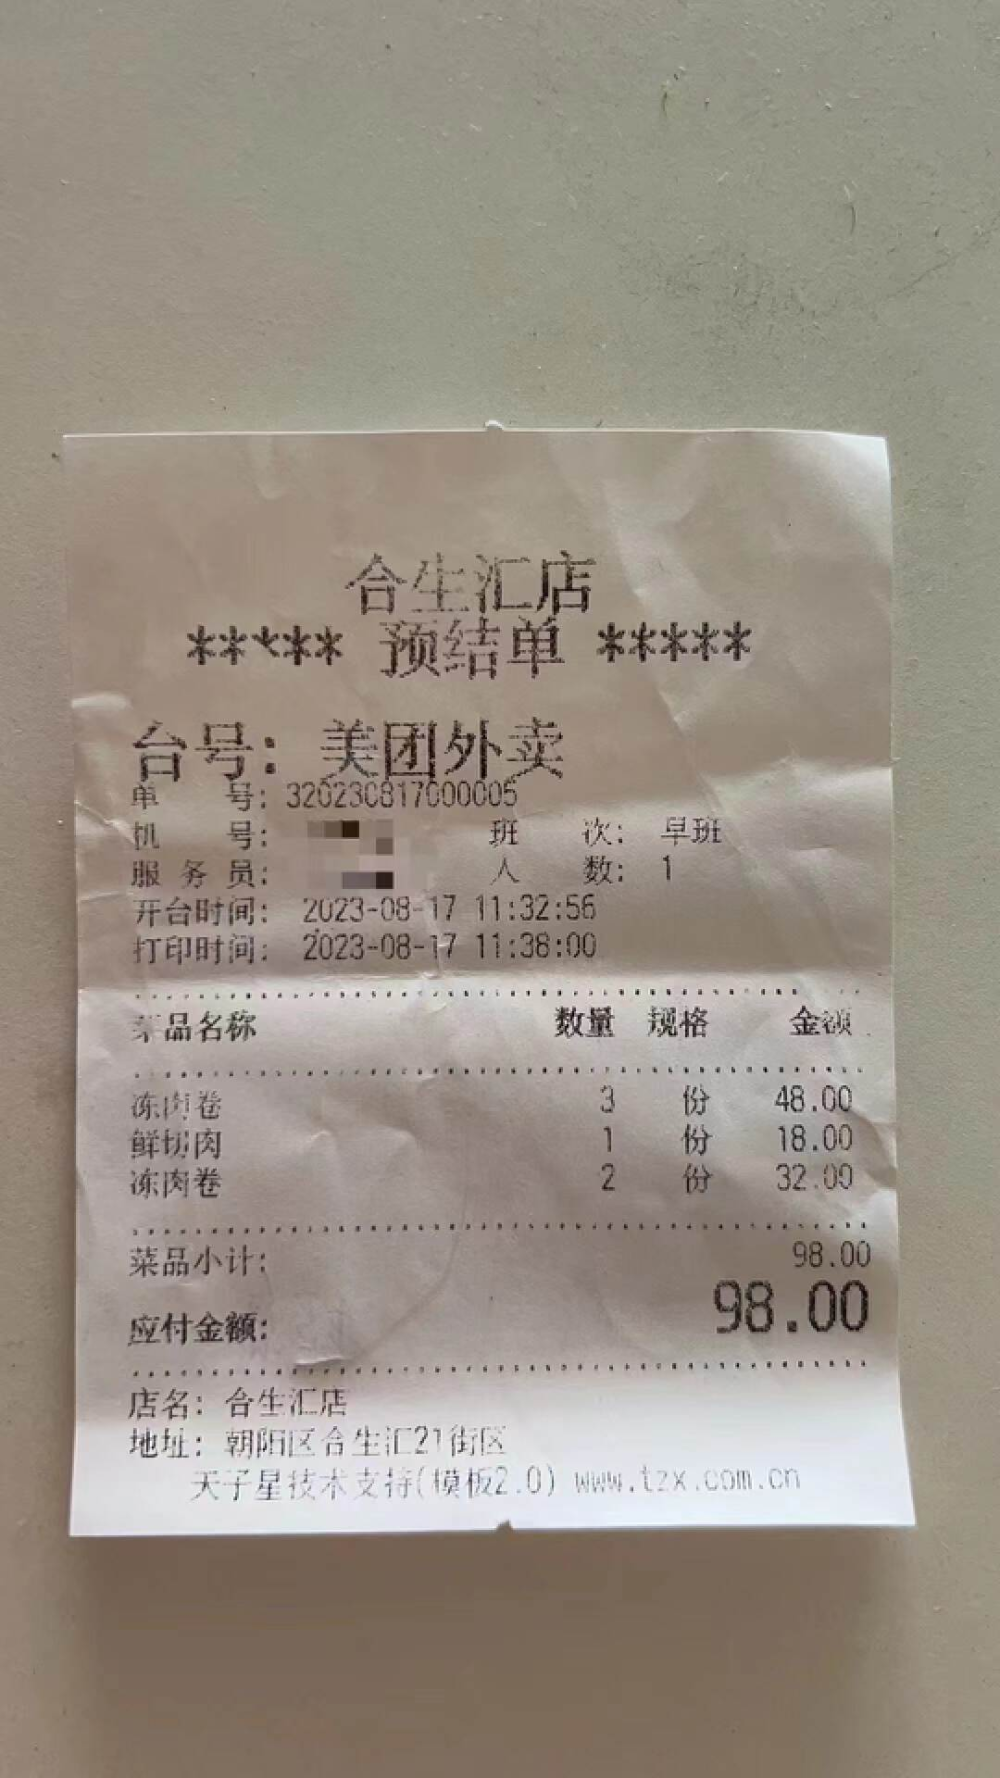 合生汇店
***** 预结单 *****
台号: 美团外卖
单 号: 320230817000005
机 号: 班 次: 早班
服 务 员: 人 数: 1
开台时间: 2023-08-17 11:32:56
打印时间: 2023-08-17 11:38:00
菜品名称 数量 规格 金额
冻肉卷 3 份 48.00
鲜切肉 1 份 18.00
冻肉卷 2 份 32.00
菜品小计: 98.00
应付金额: 98.00
店名: 合生汇店
地址: 朝阳区合生汇21街区
天子星技术支持(模板2.0) www.tzx.com.cn